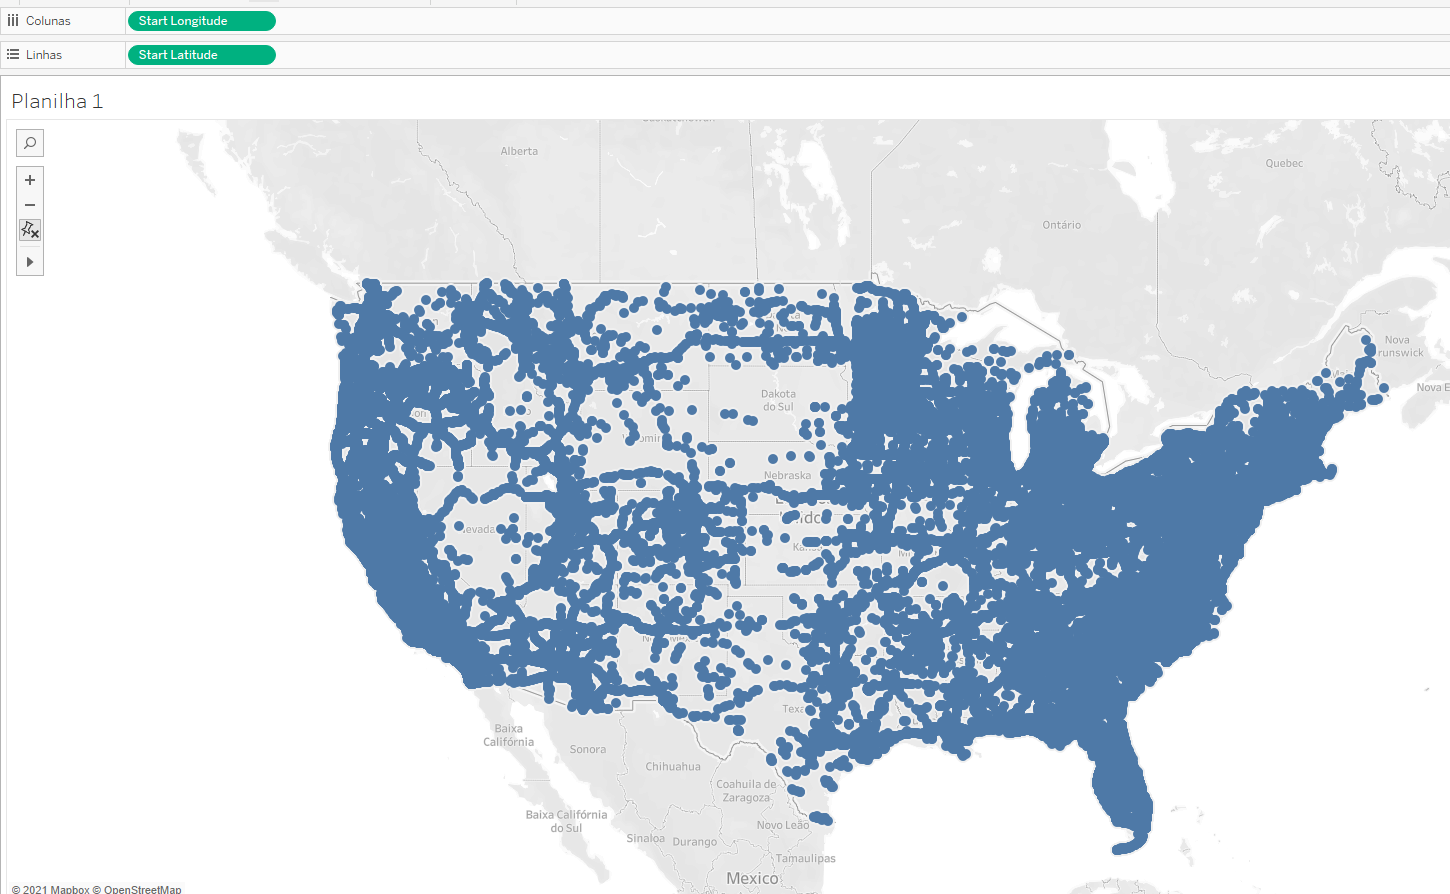 Colunas
Start Longitude
Linhas
Start Latitude
Planilha 1
Alberta
Quebec
Ontário
Nova
Dakota
do Sul
Nebraska
Nova E
Baixa
Califórnia
Sonora
Chihuahua
Coahuila de
Zaragoza
Baixa Califórnia
do Sul
Novo Leão
Sinaloa
Durango
Tamaulipas
Mexico
© 2021 Mapbox © OpenStreetMap